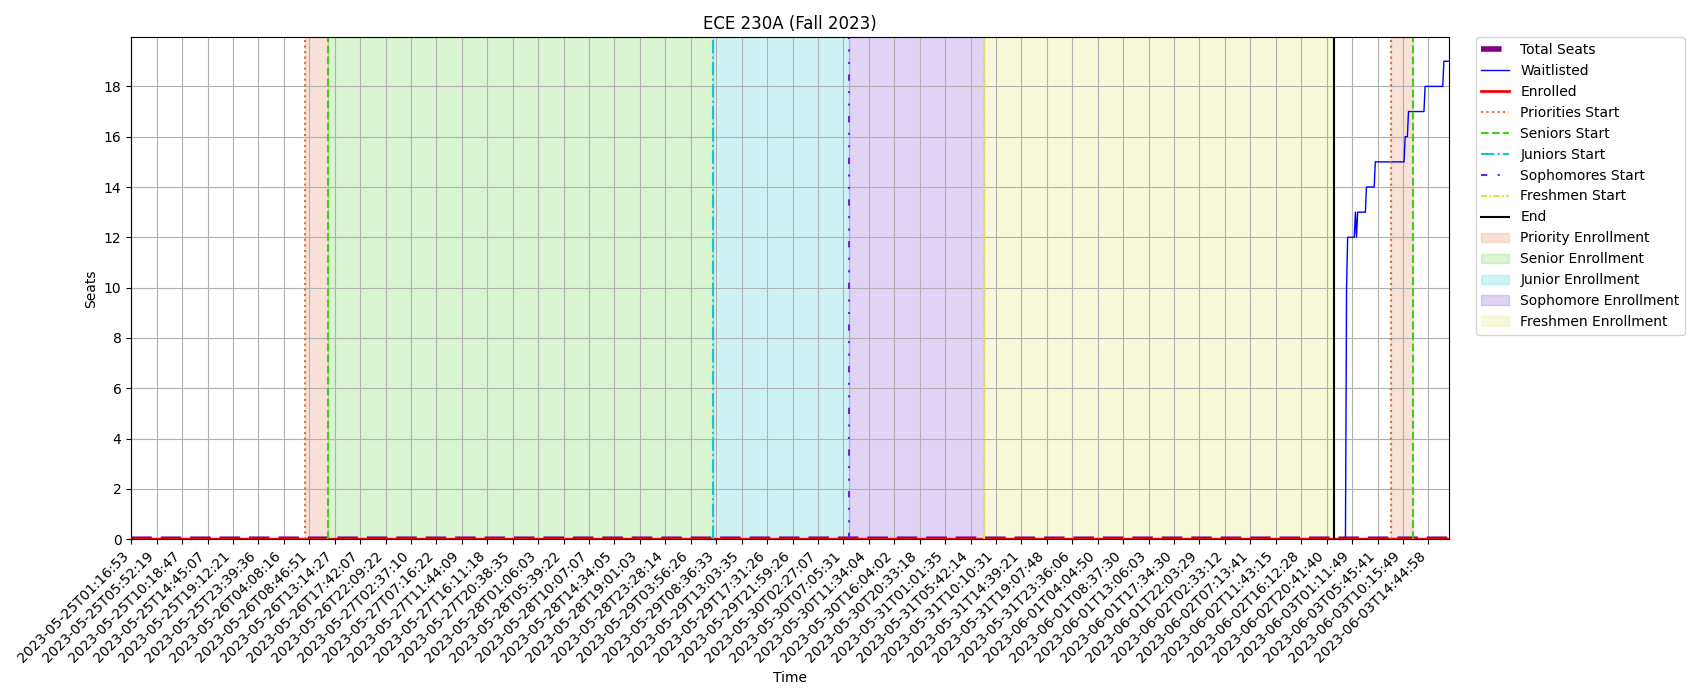 ECE 230A (Fall 2023)
Seats
18
16
14
12
10
8
6
4
2
0
2023-05-25T01:16:53
2023-05-25T05:52:19
2023-05-25T10:18:47
2023-05-25T14:45:07
2023-05-25T19:12:21
2023-05-25T23:39:36
2023-05-26T04:08:16
2023-05-26T08:46:51
2023-05-26T13:14:27
2023-05-26T17:42:07
2023-05-26T22:09:22
2023-05-27T02:37:10
2023-05-27T07:16:22
2023-05-27T11:44:09
2023-05-27T16:11:18
2023-05-27T20:38:35
2023-05-28T01:06:03
2023-05-28T05:39:22
2023-05-28T10:07:07
2023-05-28T14:34:05
2023-05-28T19:01:03
2023-05-28T23:28:14
2023-05-29T03:56:26
2023-05-29T08:36:33
2023-05-29T13:03:35
2023-05-29T17:31:26
2023-05-29T21:59:26
2023-05-30T02:27:07
2023-05-30T07:05:31
2023-05-30T11:34:04
2023-05-30T16:04:02
2023-05-30T20:33:18
2023-05-31T01:01:35
2023-05-31T05:42:14
2023-05-31T10:10:31
2023-05-31T14:39:21
2023-05-31T19:07:48
2023-05-31T23:36:06
2023-06-01T04:04:50
2023-06-01T08:37:30
2023-06-01T13:06:03
2023-06-01T17:34:30
2023-06-01T22:03:29
2023-06-02T02:33:12
2023-06-02T07:13:41
2023-06-02T11:43:15
2023-06-02T16:12:28
2023-06-02T20:41:40
2023-06-03T01:11:49
2023-06-03T05:45:41
2023-06-03T10:15:49
2023-06-03T14:44:58
Time
Total Seats
Waitlisted
Enrolled
Priorities Start
Seniors Start
Juniors Start
Sophomores Start
Freshmen Start
End
Priority Enrollment
Senior Enrollment
Junior Enrollment
Sophomore Enrollment
Freshmen Enrollment